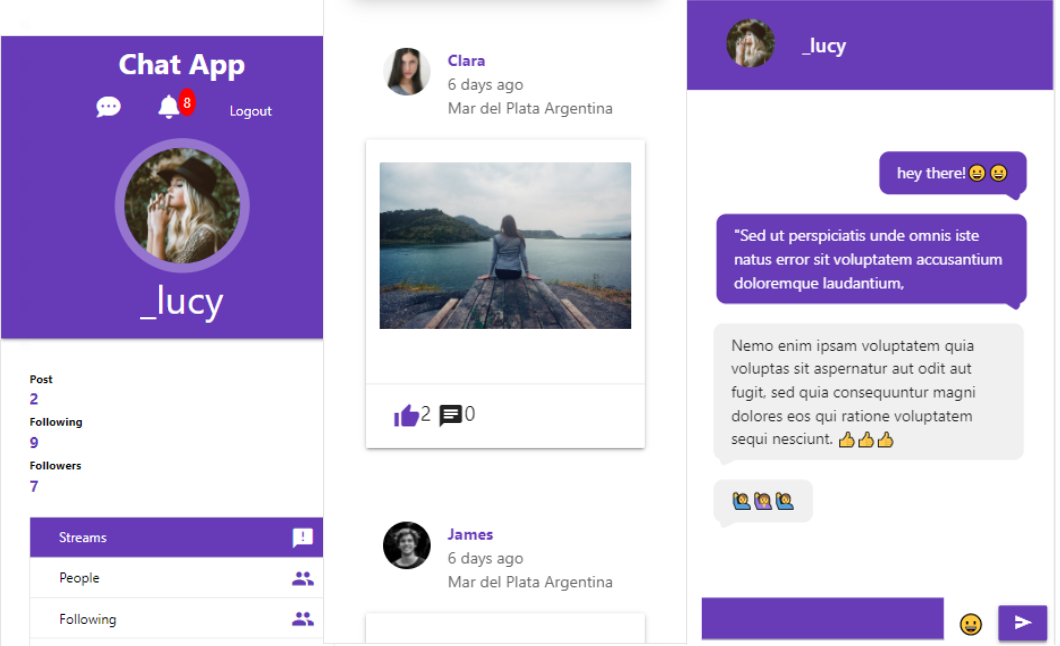 Chat App
8
Logout
_lucy
Post
2
Following
9
Followers
7
Streams
People
Following
Clara
6 days ago
Mar del Plata Argentina
2 0
James
6 days ago
Mar del Plata Argentina
_lucy
hey there!😀 😀
"Sed ut perspiciatis unde omnis iste
natus error sit voluptatem accusantium
doloremque laudantium,
Nemo enim ipsam voluptatem quia
voluptas sit aspernatur aut odit aut
fugit, sed quia consequuntur magni
dolores eos qui ratione voluptatem
sequi nesciunt. 👍👍👍